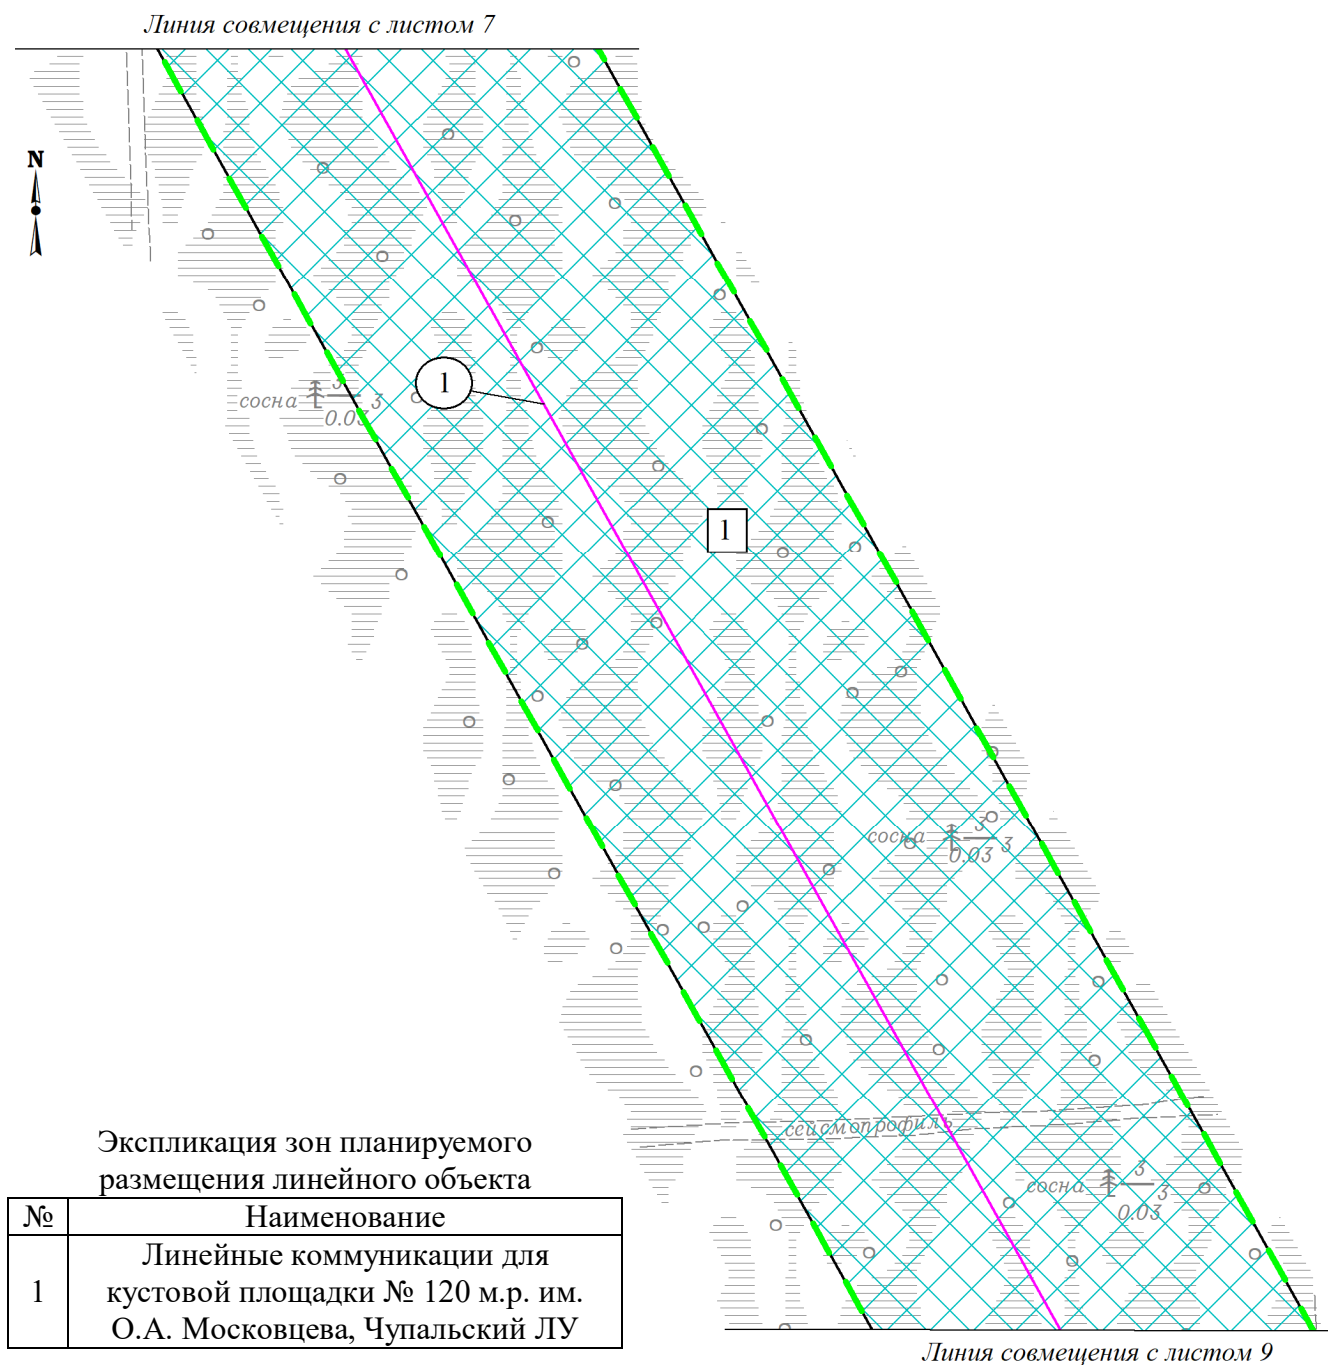 Линия совмещения с листом 7
N
1
сосна 3 3
0.03
1
сосна 3 3
0.03
сейсмопрофиль
сосна 3 3
0.03
Экспликация зон планируемого
размещения линейного объекта
№ Наименование
Линейные коммуникации для
1 кустовой площадки № 120 м.р. им.
О.А. Московцева, Чупальский ЛУ
Линия совмещения с листом 9